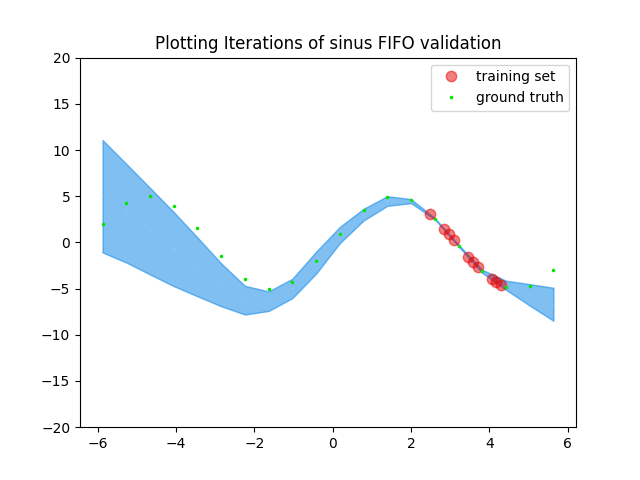 Plotting Iterations of sinus FIFO validation
training set
ground truth
20
15
10
5
0
−5
−10
−15
−20
−6 −4 −2 0 2 4 6